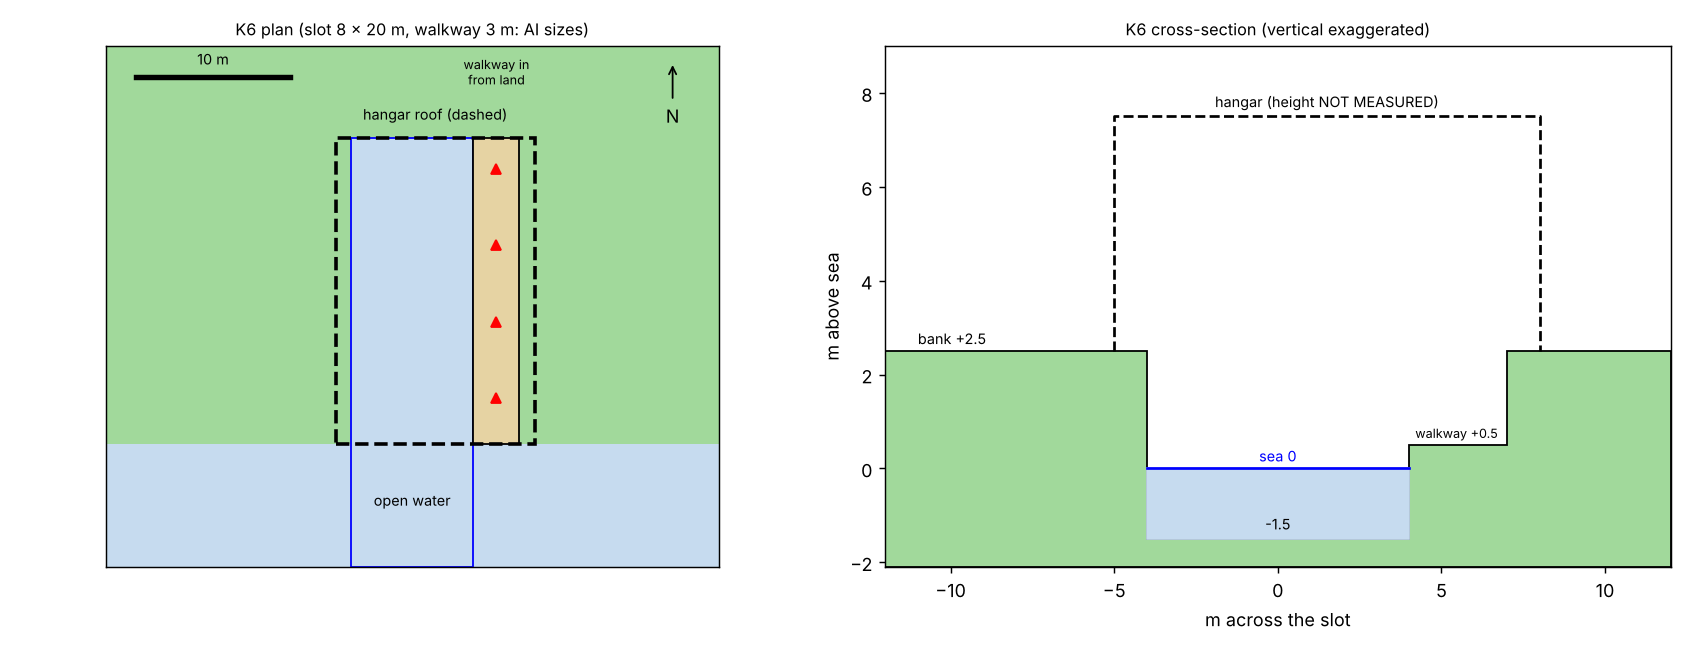 K6 plan (slot 8 × 20 m, walkway 3 m: AI sizes)
10 m
walkway in
from land
N
hangar roof (dashed)
open water
K6 cross-section (vertical exaggerated)
hangar (height NOT MEASURED)
bank +2.5
walkway +0.5
sea 0
-1.5
m above sea
8
6
4
2
0
−2
−10
−5
0
5
10
m across the slot